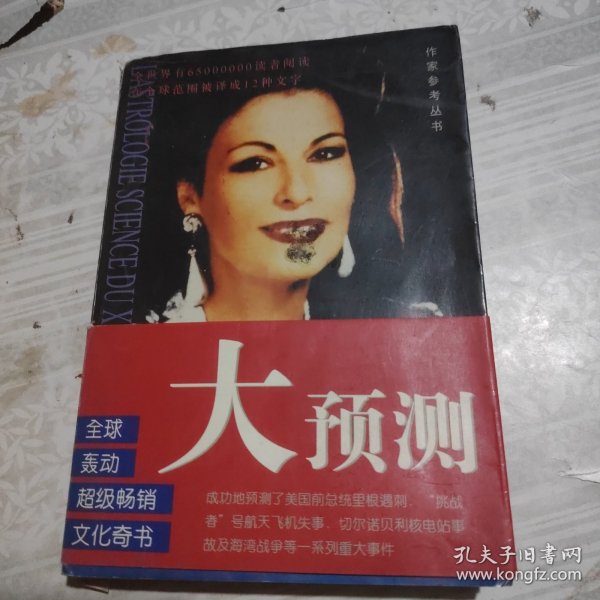 全世界有65000000读者阅读
在全球范围被译成12种文字
作家参考丛书
L'ASTROLOGIE SCIENCE DU X
大预测
全球
轰动
超级畅销
文化奇书
成功地预测了美国前总统里根遇刺、“挑战
者”号航天飞机失事、切尔诺贝利核电站事
故及海湾战争等一系列重大事件
孔夫子旧书网
www.kongfz.com